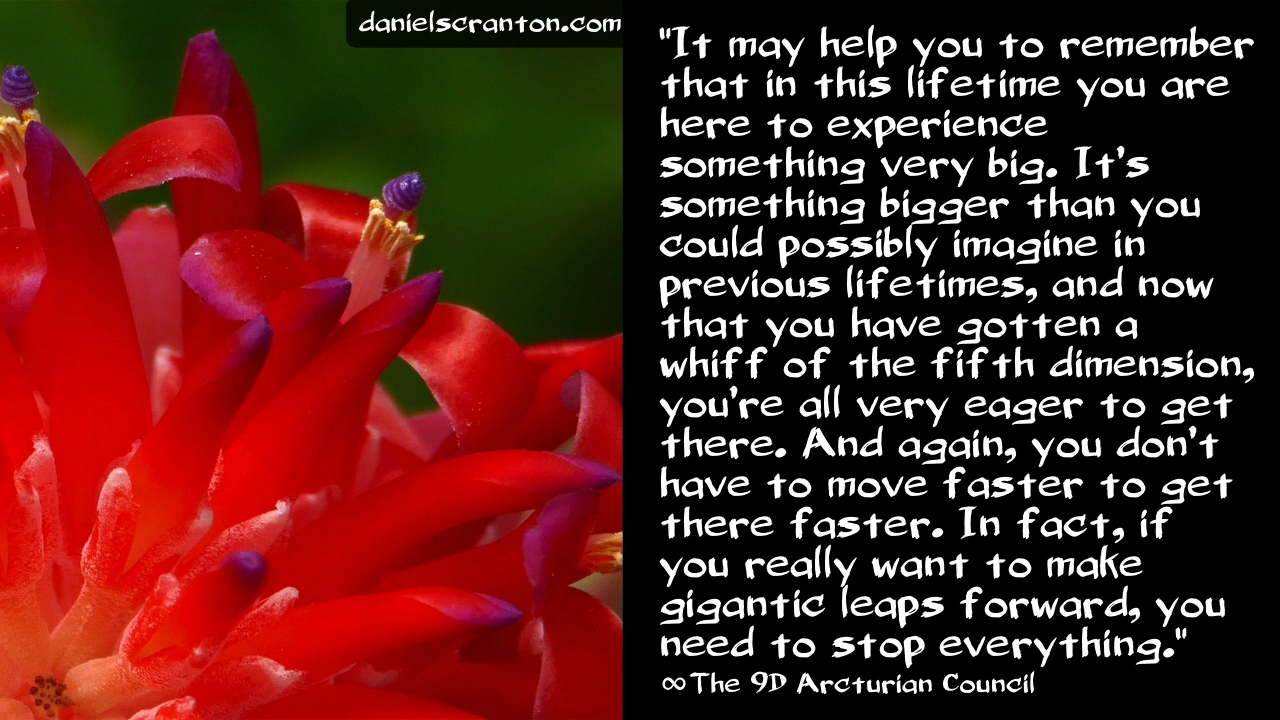 danielscranton.com
"It may help you to remember
that in this lifetime you are
here to experience
something very big. It's
something bigger than you
could possibly imagine in
previous lifetimes, and now
that you have gotten a
whiff of the fifth dimension,
you're all very eager to get
there. And again, you don't
have to move faster to get
there faster. In fact, if
you really want to make
gigantic leaps forward, you
need to stop everything."
∞The 9D Arcturian Council